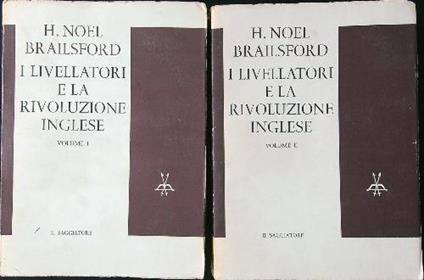 H. NOEL
BRAILSFORD
I LIVELLATORI
E LA
RIVOLUZIONE
INGLESE
VOLUME I
IL SAGGIATORE
H. NOEL
BRAILSFORD
I LIVELLATORI
E LA
RIVOLUZIONE
INGLESE
VOLUME II
IL SAGGIATORE